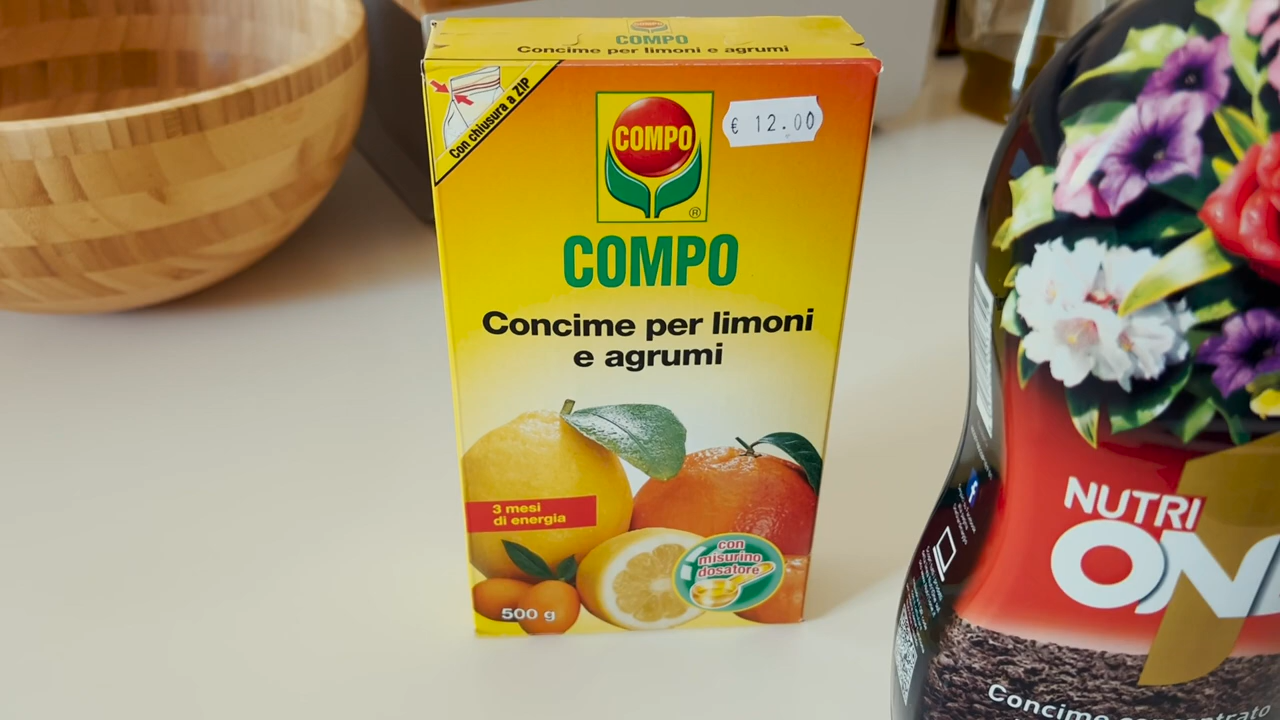 COMPO
Concime per limoni e agrumi
Con chiusura a ZIP
COMPO
®
€ 12.00
COMPO
Concime per limoni
e agrumi
3 mesi
di energia
con
misurino
dosatore
500 g
NUTRI
ON
Concime